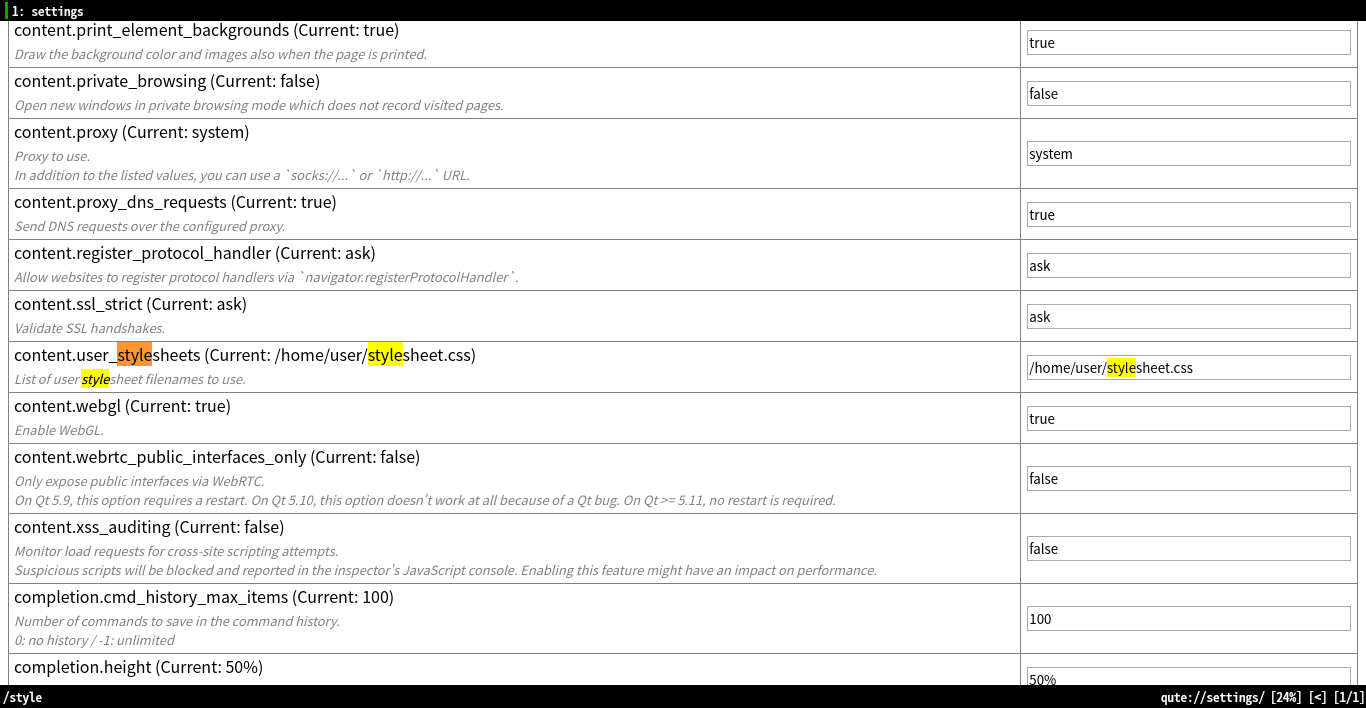 1: settings
content.print_element_backgrounds (Current: true)
Draw the background color and images also when the page is printed.
true
content.private_browsing (Current: false)
Open new windows in private browsing mode which does not record visited pages.
false
content.proxy (Current: system)
Proxy to use.
In addition to the listed values, you can use a `socks://...` or `http://...` URL.
system
content.proxy_dns_requests (Current: true)
Send DNS requests over the configured proxy.
true
content.register_protocol_handler (Current: ask)
Allow websites to register protocol handlers via `navigator.registerProtocolHandler`.
ask
content.ssl_strict (Current: ask)
Validate SSL handshakes.
ask
content.user_stylesheets (Current: /home/user/stylesheet.css)
List of user stylesheet filenames to use.
/home/user/stylesheet.css
content.webgl (Current: true)
Enable WebGL.
true
content.webrtc_public_interfaces_only (Current: false)
Only expose public interfaces via WebRTC.
On Qt 5.9, this option requires a restart. On Qt 5.10, this option doesn't work at all because of a Qt bug. On Qt >= 5.11, no restart is required.
false
content.xss_auditing (Current: false)
Monitor load requests for cross-site scripting attempts.
Suspicious scripts will be blocked and reported in the inspector's JavaScript console. Enabling this feature might have an impact on performance.
false
completion.cmd_history_max_items (Current: 100)
Number of commands to save in the command history.
0: no history / -1: unlimited
100
completion.height (Current: 50%)
50%
/style
qute://settings/ [24%] [<] [1/1]